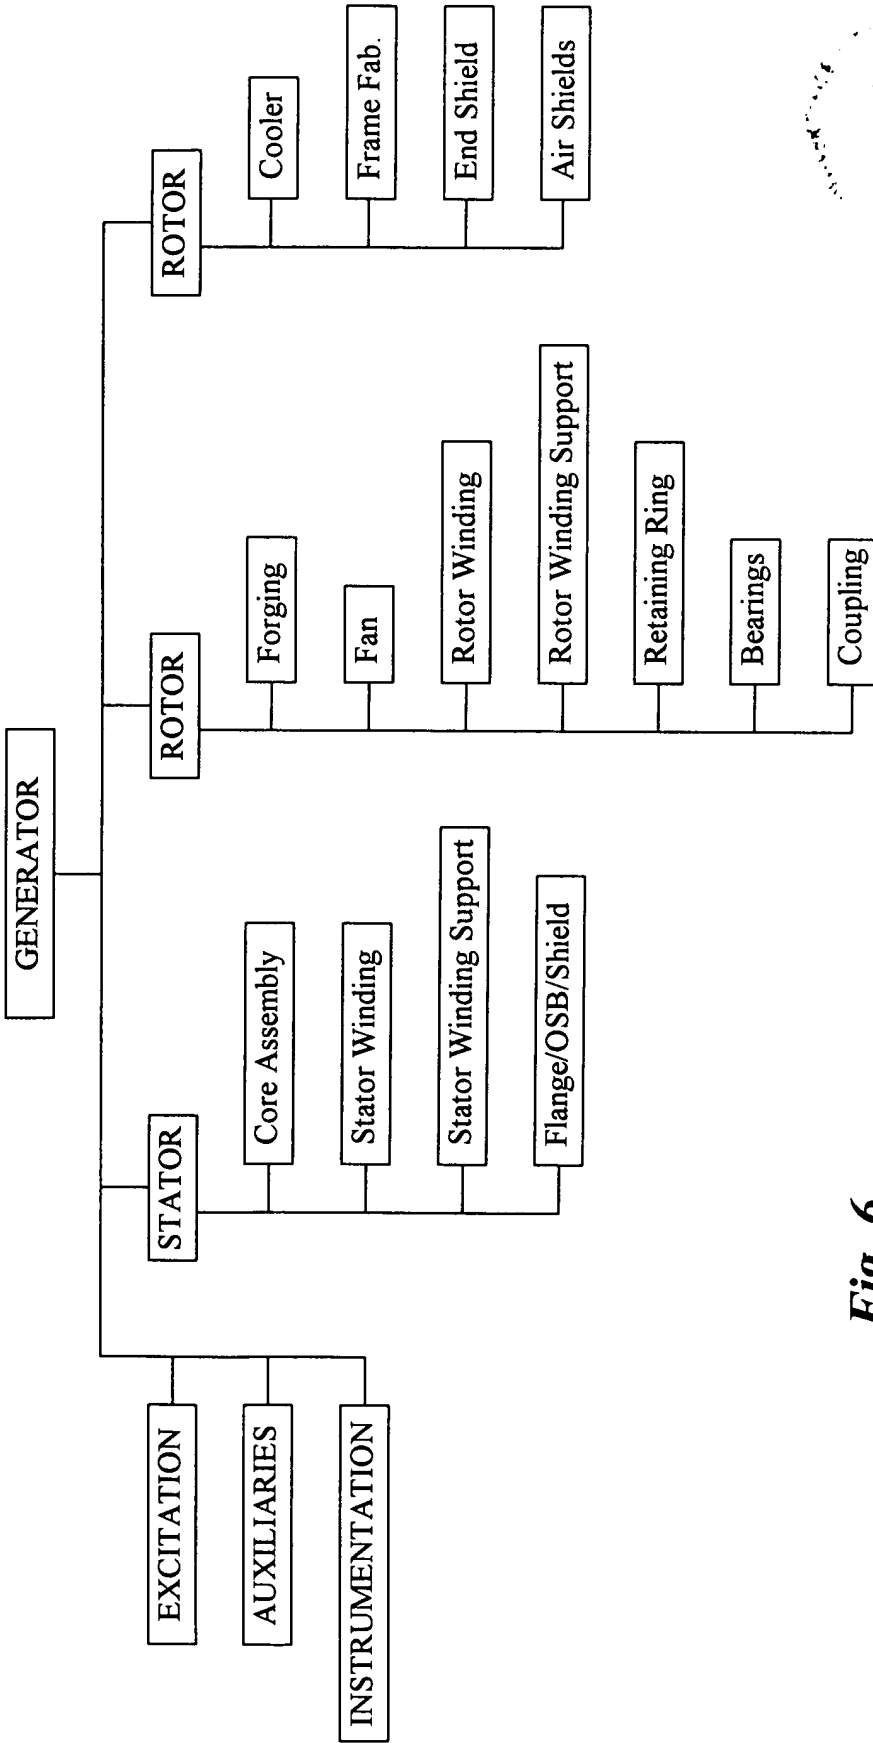 GENERATOR
EXCITATION
AUXILIARIES
INSTRUMENTATION
STATOR
Core Assembly
Stator Winding
Stator Winding Support
Flange/OSB/Shield
ROTOR
Forging
Fan
Rotor Winding
Rotor Winding Support
Retaining Ring
Bearings
Coupling
ROTOR
Cooler
Frame Fab.
End Shield
Air Shields
Fig. 6